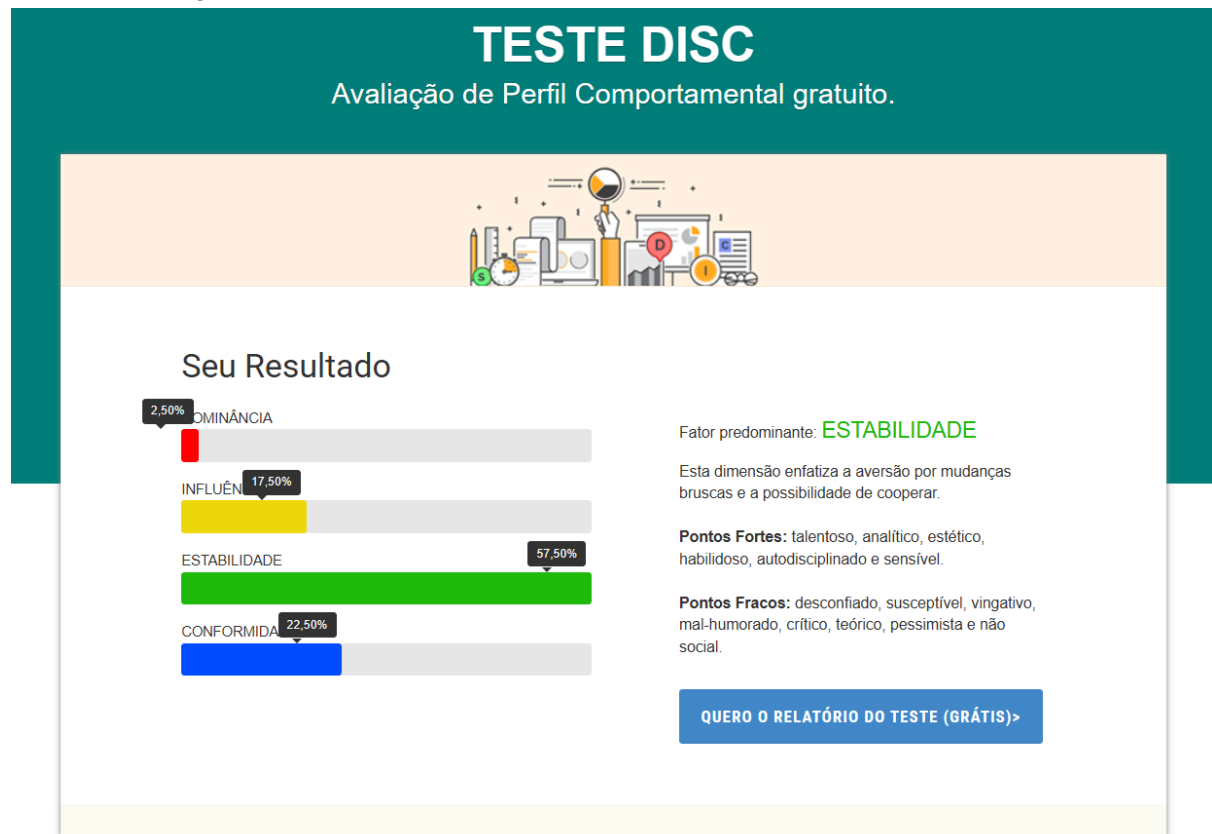 TESTE DISC
Avaliação de Perfil Comportamental gratuito.
S
D
I
C
Seu Resultado
2,50%
OMINÂNCIA
17,50%
INFLUÊN
57,50%
ESTABILIDADE
22,50%
CONFORMIDA
Fator predominante: ESTABILIDADE
Esta dimensão enfatiza a aversão por mudanças
bruscas e a possibilidade de cooperar.
Pontos Fortes: talentoso, analítico, estético,
habilidoso, autodisciplinado e sensível.
Pontos Fracos: desconfiado, susceptível, vingativo,
mal-humorado, crítico, teórico, pessimista e não
social.
QUERO O RELATÓRIO DO TESTE (GRÁTIS)>